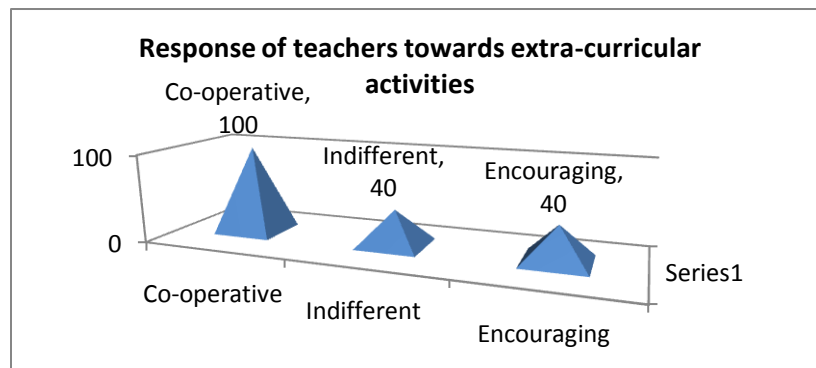 Response of teachers towards extra-curricular
activities
Co-operative,
100
Indifferent,
40
Encouraging,
40
100
0
Co-operative
Indifferent
Encouraging
Series1